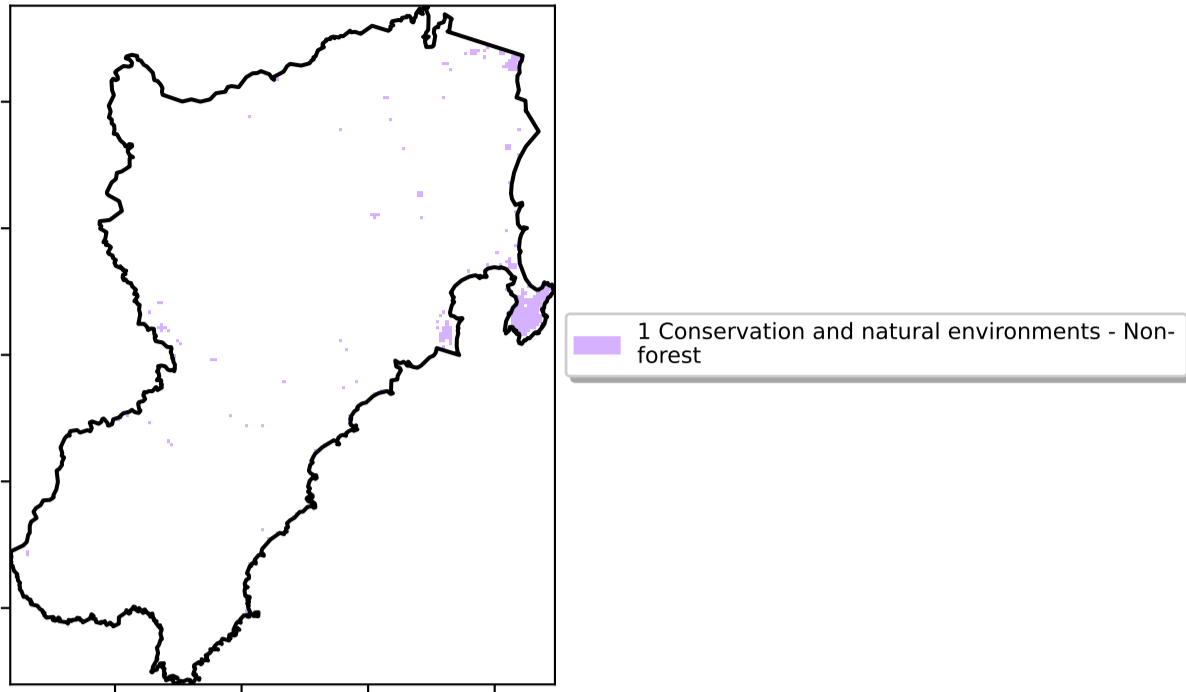 1 Conservation and natural environments - Non-
forest